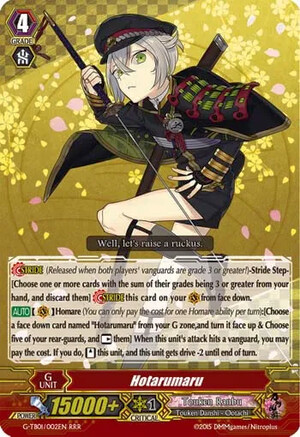 4
GRADE
Well, let's raise a ruckus.
STRIDE (Released when both players' vanguards are grade 3 or greater!)-Stride Step-
[Choose one or more cards with the sum of their grades being 3 or greater from your
hand, and discard them] STRIDE this card on your from face down.
AUTO [ 1]Homare (You can only pay the cost for one Homare ability per turn):[Choose
a face down card named "Hotarumaru" from your G zone,and turn it face up & Choose
five of your rear-guards, and them] When this unit's attack hits a vanguard, you may
pay the cost. If you do, this unit, and this unit gets drive -2 until end of turn.
G
UNIT
Hotarumaru
Touken Ranbu
Touken Danshi - Ootachi
POWER
15000+
1
CRITICAL
G-TB01/002EN RRR
©2015 DMMgames/Nitroplus